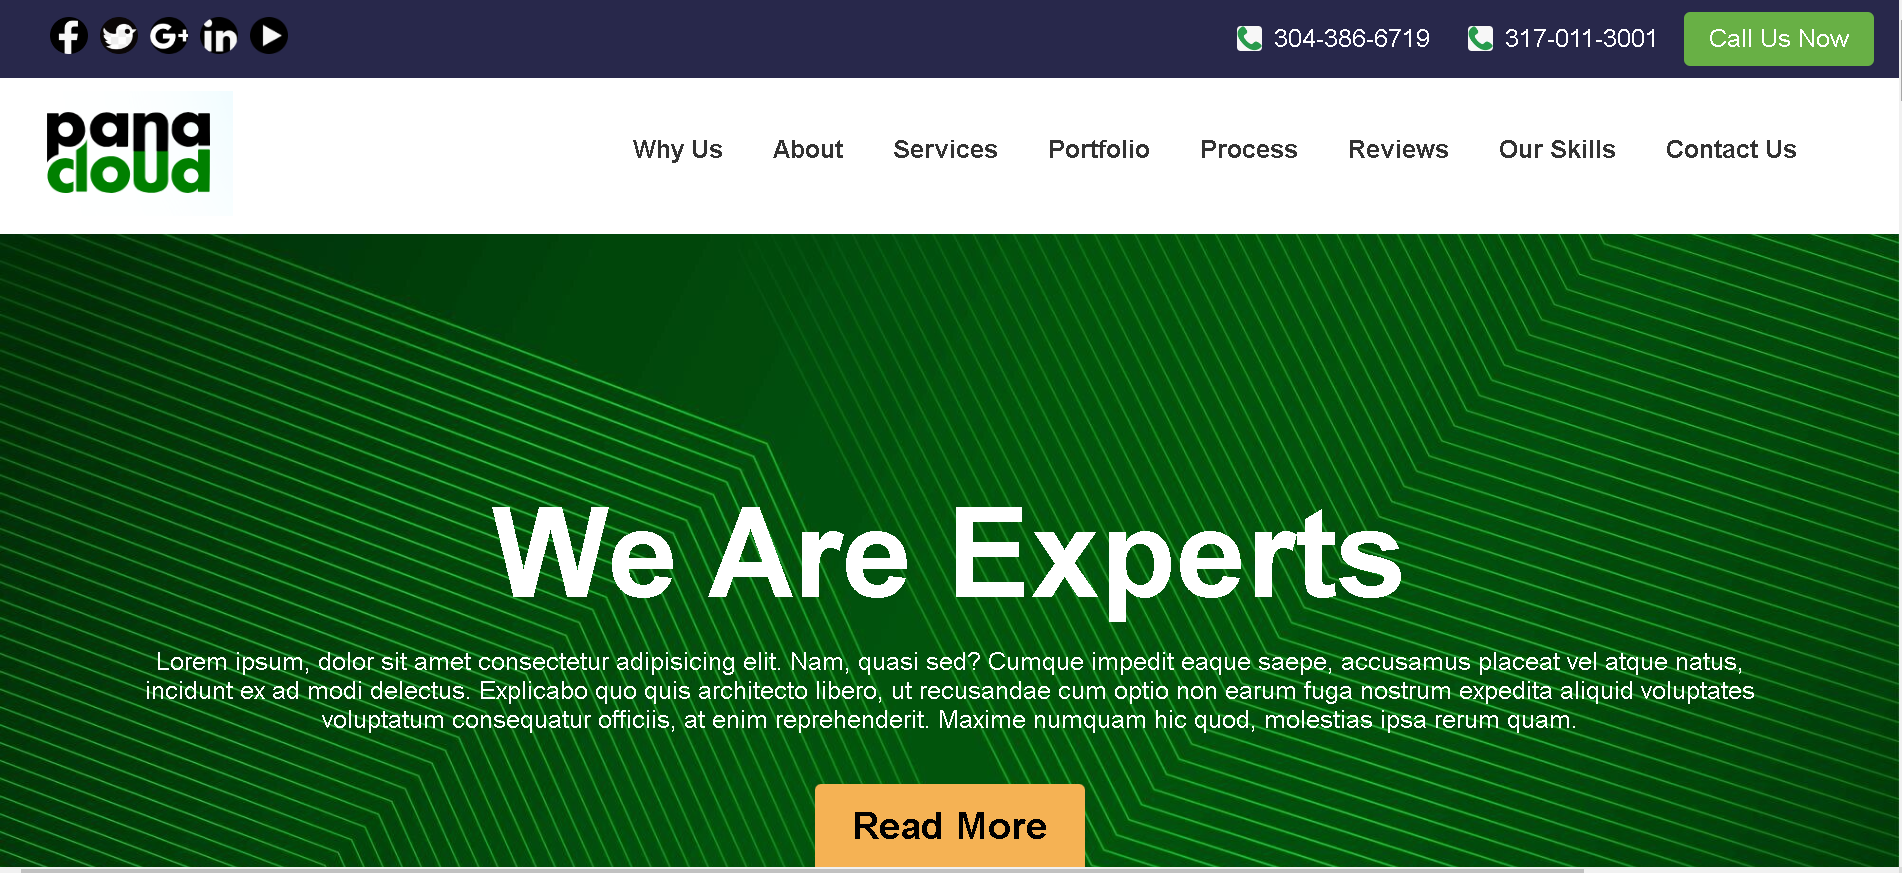 304-386-6719
317-011-3001
Call Us Now
pana
cloud
Why Us
About
Services
Portfolio
Process
Reviews
Our Skills
Contact Us
We Are Experts
Lorem ipsum, dolor sit amet consectetur adipisicing elit. Nam, quasi sed? Cumque impedit eaque saepe, accusamus placeat vel atque natus,
incidunt ex ad modi delectus. Explicabo quo quis architecto libero, ut recusandae cum optio non earum fuga nostrum expedita aliquid voluptates
voluptatum consequatur officiis, at enim reprehenderit. Maxime numquam hic quod, molestias ipsa rerum quam.
Read More